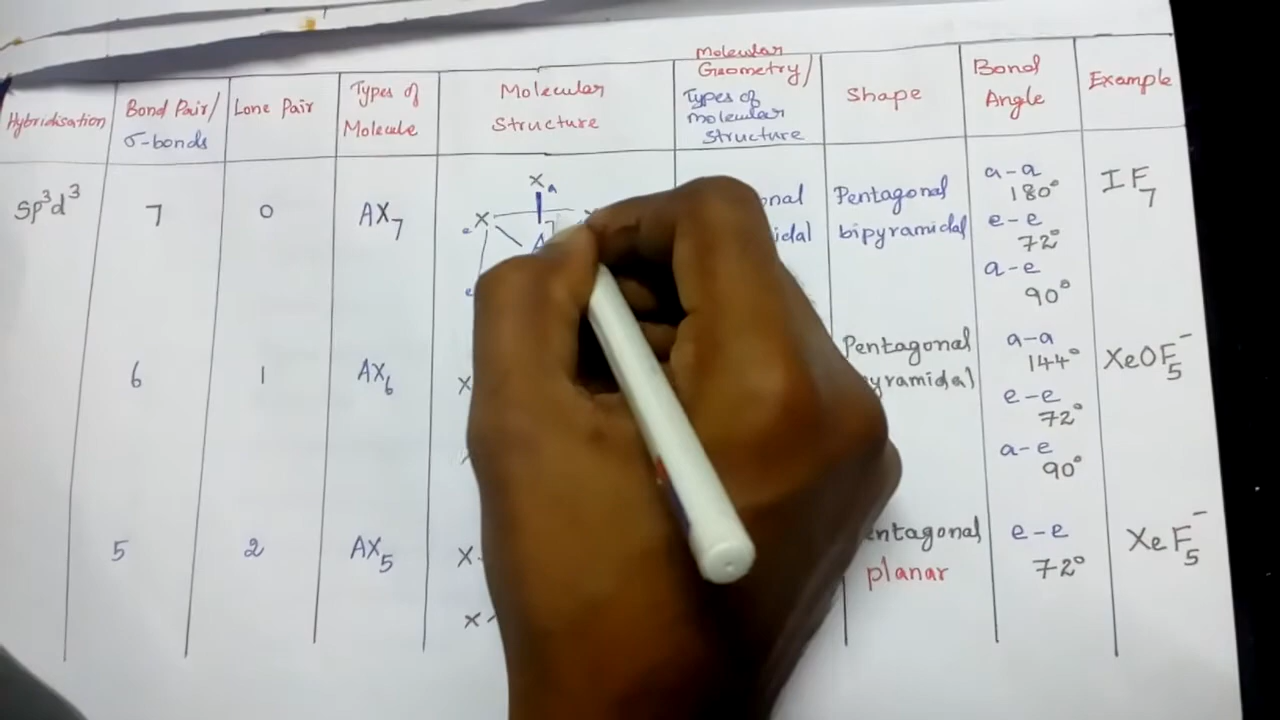 Hybridisation
Bond Pair/
σ-bonds
Lone Pair
Types of
Molecule
Molecular
Structure
Molecular
Geometry/
Types of
molecular
structure
Shape
Bond
Angle
Example
Sp³d³
7
0
AX₇
X a
X
e
A
e
Pentagonal
bipyramidal
a-a
180°
e-e
72°
a-e
90°
IF₇
6
1
AX₆
X
Pentagonal
a-a
144°
e-e
72°
a-e
90°
XeOF₅⁻
5
2
AX₅
X
X
planar
e-e
72°
XeF₅⁻